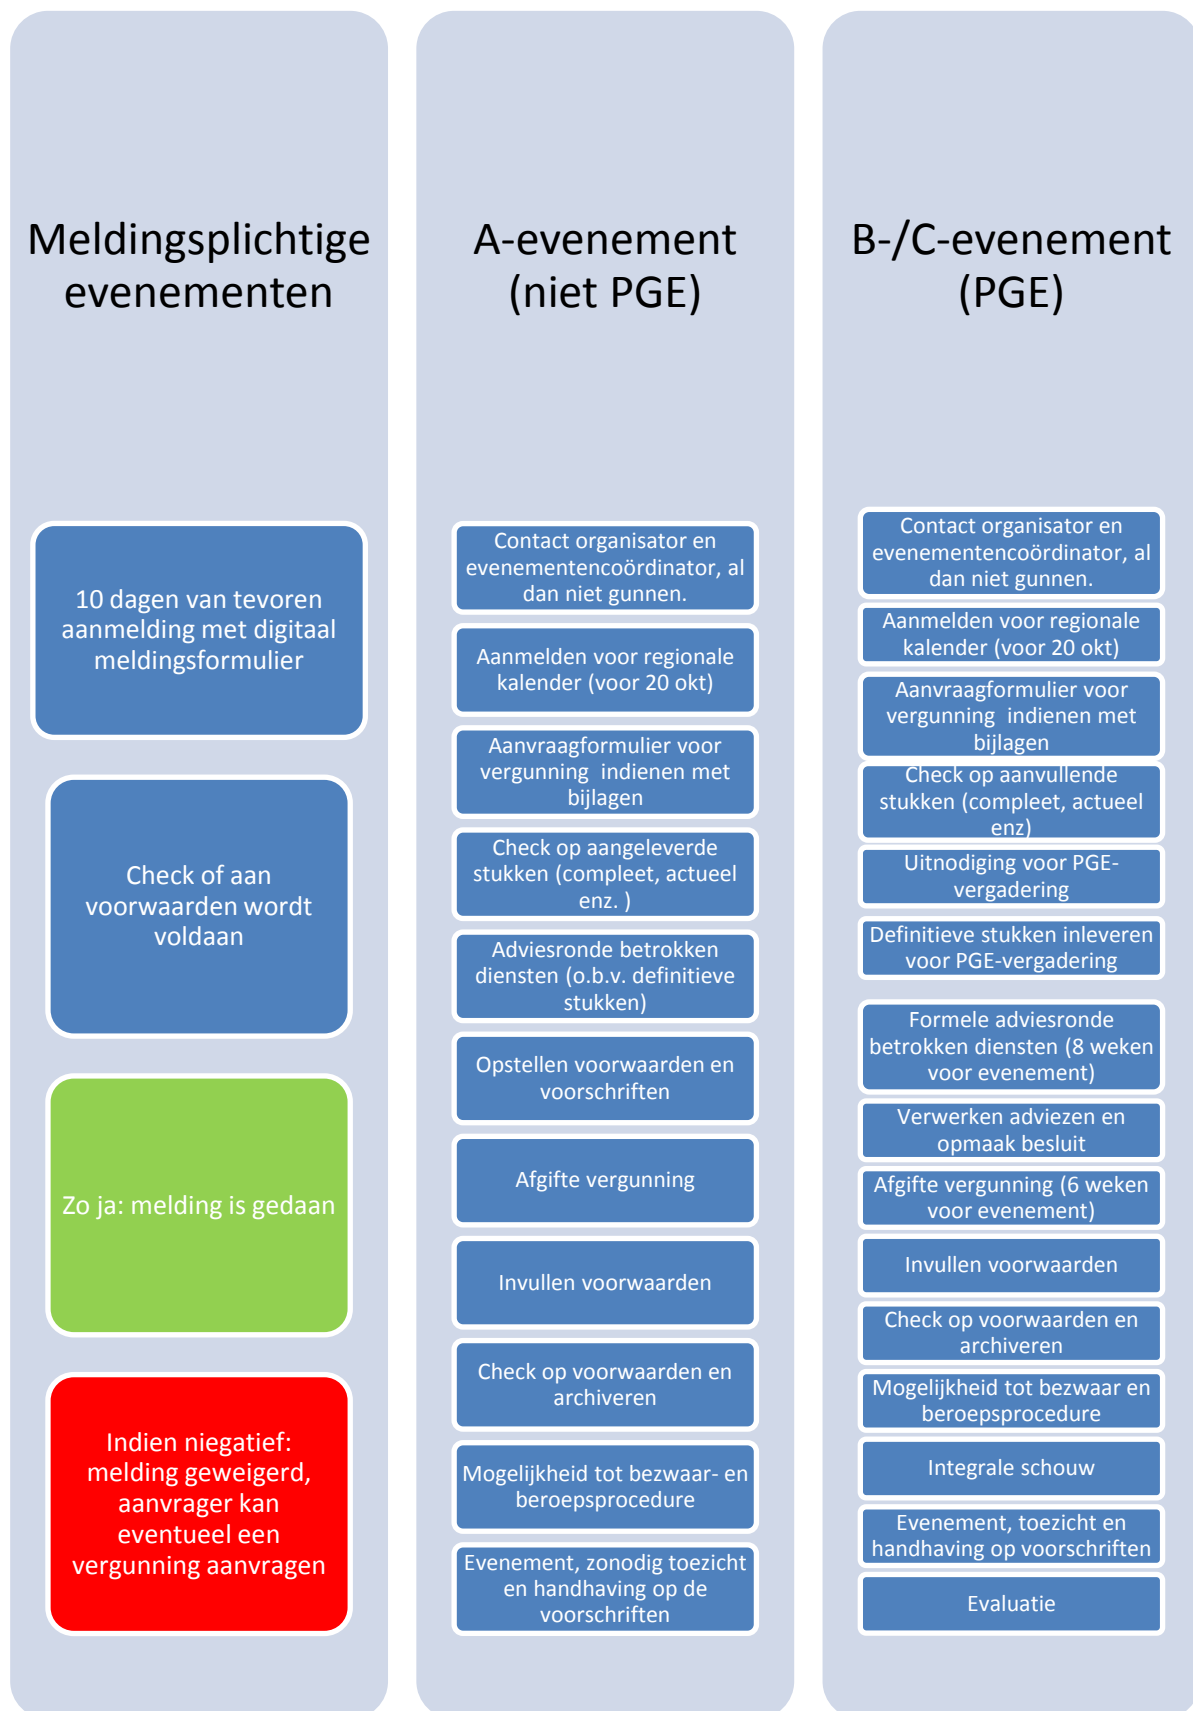 Meldingsplichtige
evenementen
10 dagen van tevoren
aanmelding met digitaal
meldingsformulier
Check of aan
voorwaarden wordt
voldaan
Zo ja: melding is gedaan
Indien niegatief:
melding geweigerd,
aanvrager kan
eventueel een
vergunning aanvragen
A-evenement
(niet PGE)
Contact organisator en
evenementencoördinator, al
dan niet gunnen.
Aanmelden voor regionale
kalender (voor 20 okt)
Aanvraagformulier voor
vergunning  indienen met
bijlagen
Check op aangeleverde
stukken (compleet, actueel
enz. )
Adviesronde betrokken
diensten (o.b.v. definitieve
stukken)
Opstellen voorwaarden en
voorschriften
Afgifte vergunning
Invullen voorwaarden
Check op voorwaarden en
archiveren
Mogelijkheid tot bezwaar- en
beroepsprocedure
Evenement, zonodig toezicht
en handhaving op de
voorschriften
B-/C-evenement
(PGE)
Contact organisator en
evenementencoördinator, al
dan niet gunnen.
Aanmelden voor regionale
kalender (voor 20 okt)
Aanvraagformulier voor
vergunning  indienen met
bijlagen
Check op aanvullende
stukken (compleet, actueel
enz)
Uitnodiging voor PGE-
vergadering
Definitieve stukken inleveren
voor PGE-vergadering
Formele adviesronde
betrokken diensten (8 weken
voor evenement)
Verwerken adviezen en
opmaak besluit
Afgifte vergunning (6 weken
voor evenement)
Invullen voorwaarden
Check op voorwaarden en
archiveren
Mogelijkheid tot bezwaar en
beroepsprocedure
Integrale schouw
Evenement, toezicht en
handhaving op voorschriften
Evaluatie